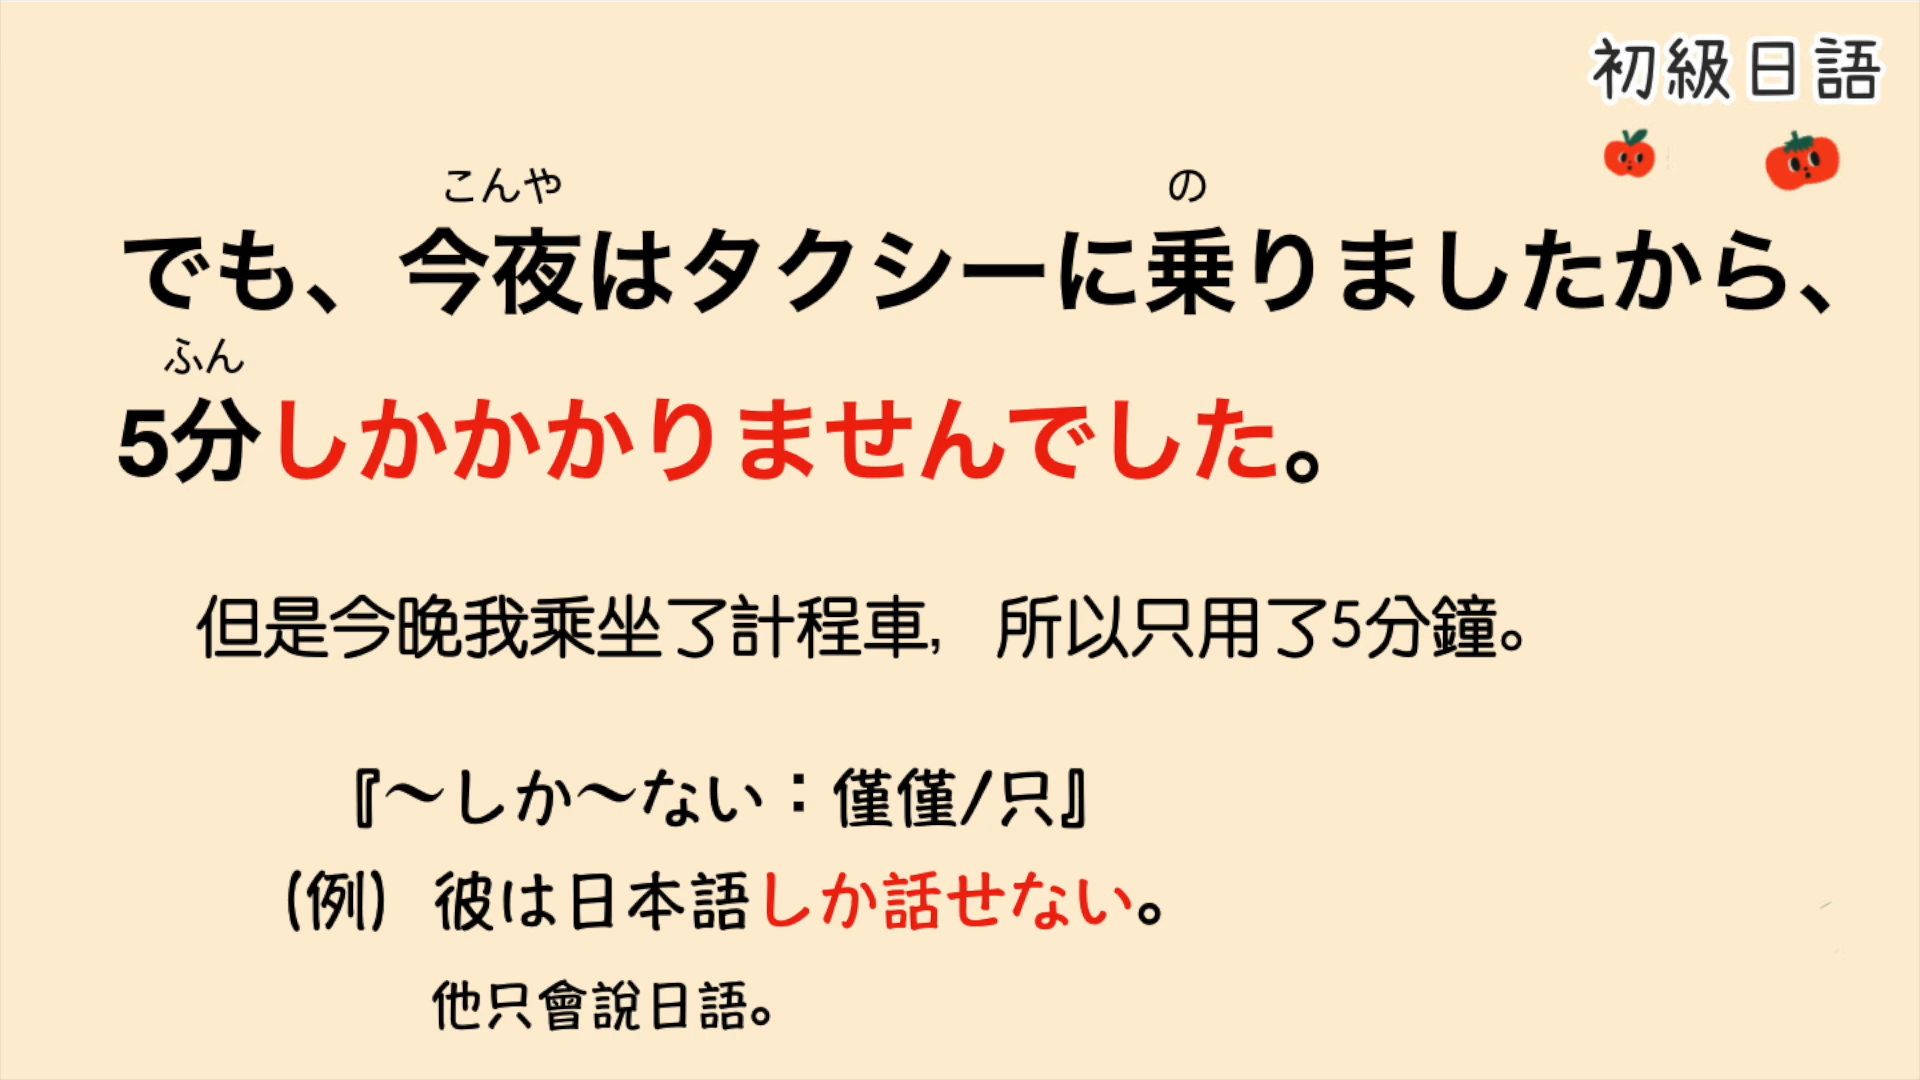 初級日語
こんや の
でも、今夜はタクシーに乗りましたから、
ふん
5分しかかかりませんでした。
但是今晚我乘坐了計程車，所以只用了5分鐘。
『～しか～ない：僅僅/只』
(例) 彼は日本語しか話せない。
他只會說日語。